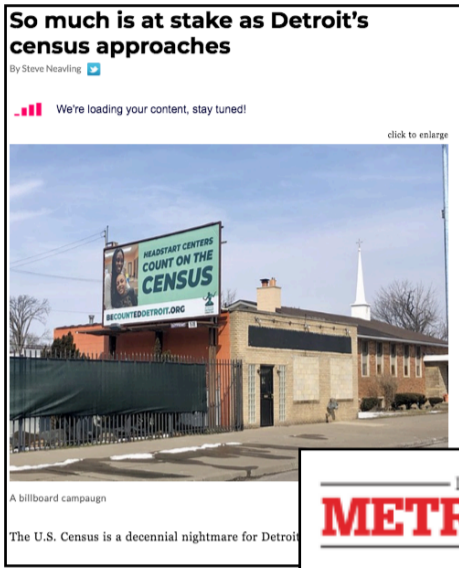 So much is at stake as Detroit's
census approaches
By Steve Neavling
We're loading your content, stay tuned!
click to enlarge
HEADSTART CENTERS
COUNT ON THE
CENSUS
BECOUNTEDDETROIT.ORG
A billboard campaugn
The U.S. Census is a decennial nightmare for Detroit